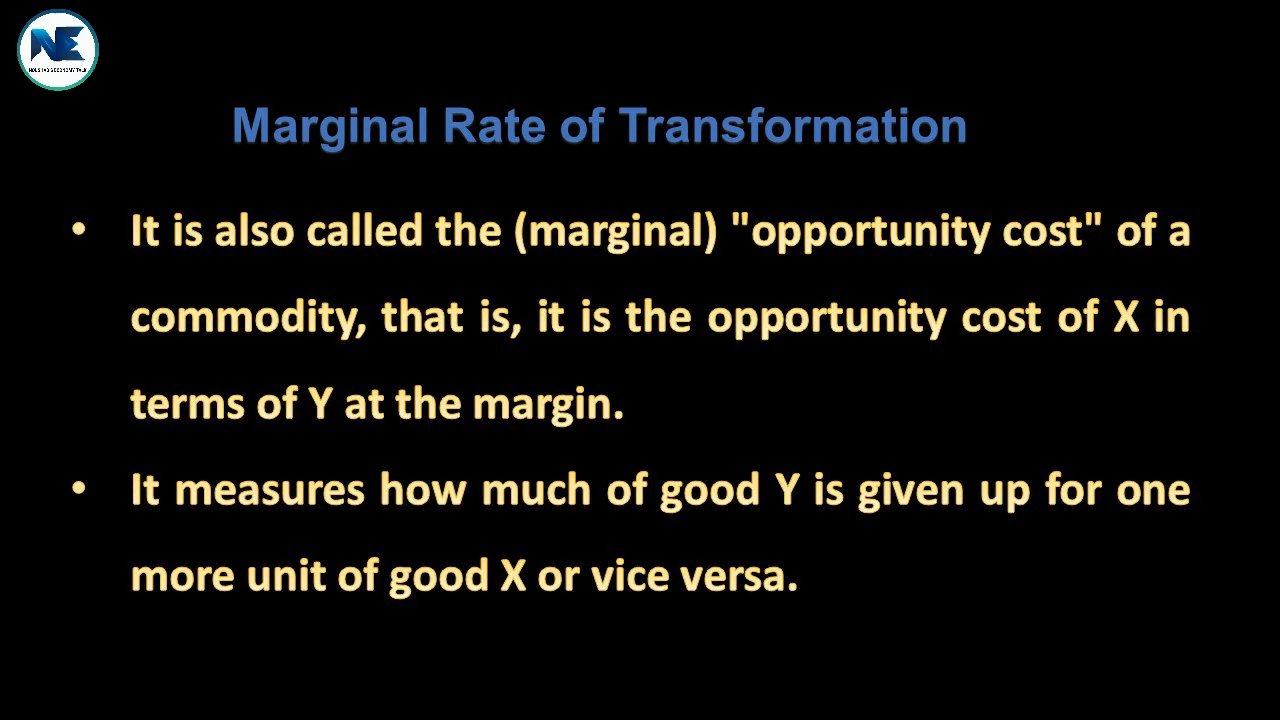 NE
Marginal Rate of Transformation
• It is also called the (marginal) "opportunity cost" of a
commodity, that is, it is the opportunity cost of X in
terms of Y at the margin.
• It measures how much of good Y is given up for one
more unit of good X or vice versa.